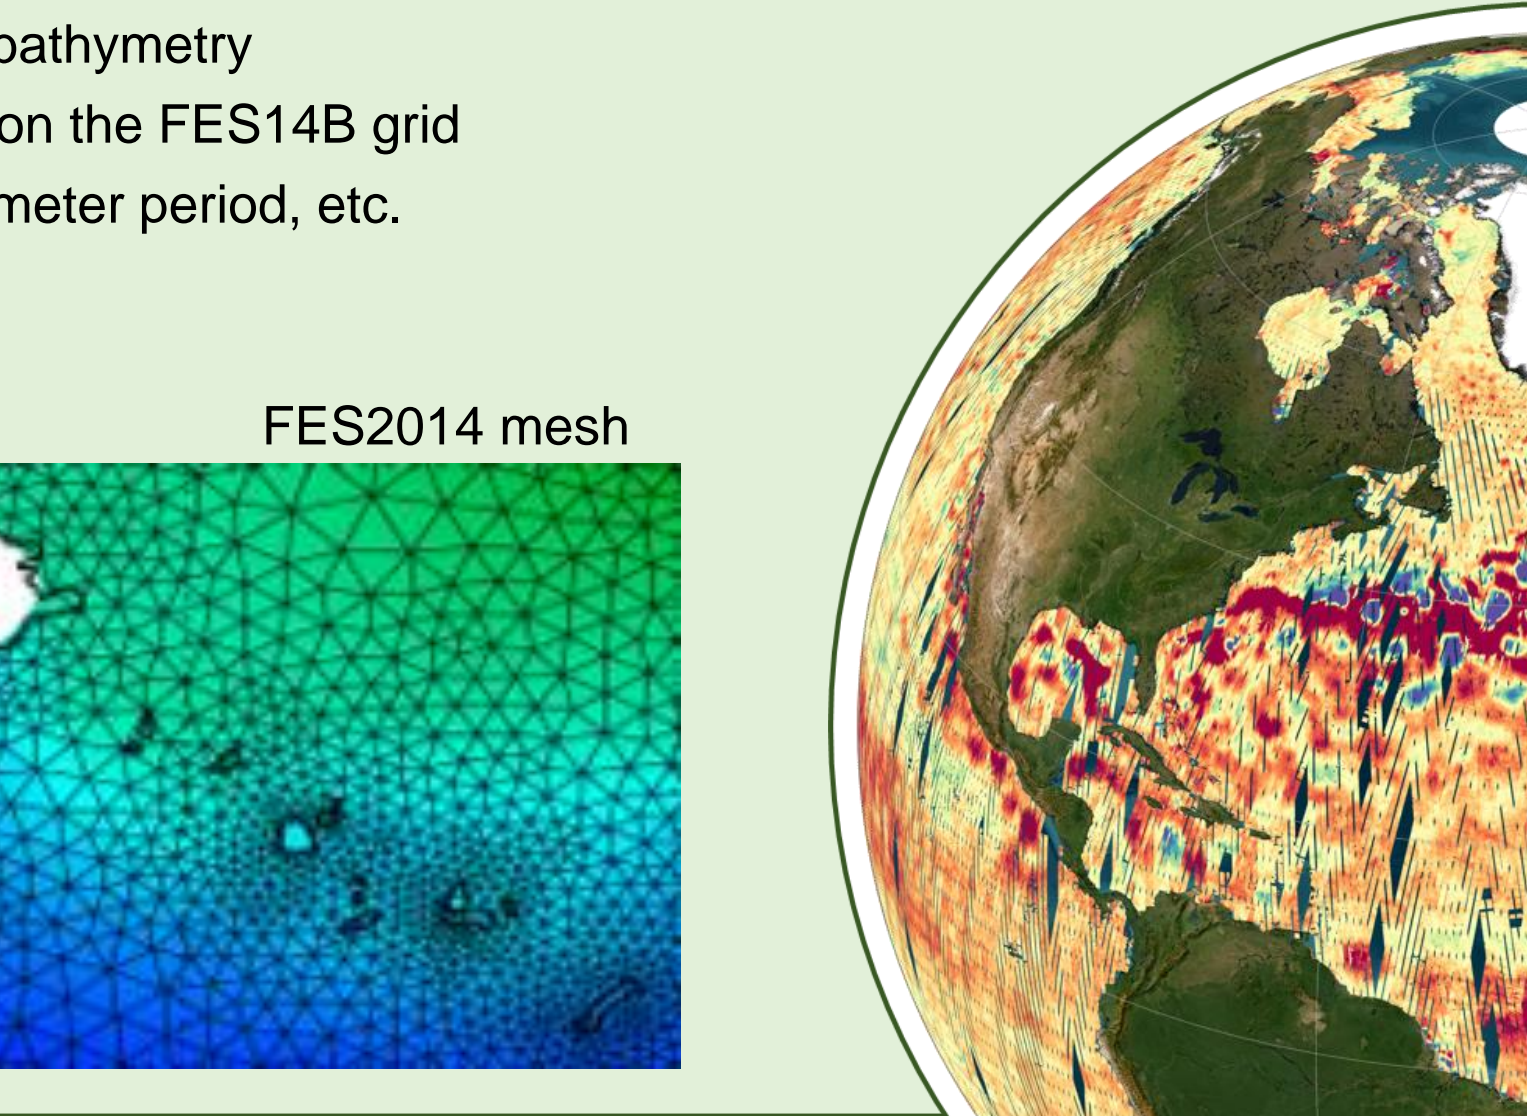 bathymetry
on the FES14B grid
meter period, etc.
FES2014 mesh